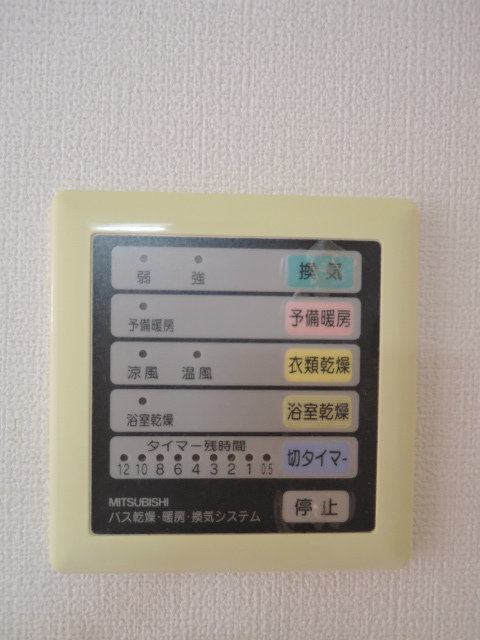 弱 強 換気
予備暖房 予備暖房
涼風 温風 衣類乾燥
浴室乾燥 浴室乾燥
タイマー残時間
12 10 8 6 4 3 2 1 0.5 切タイマー
MITSUBISHI
バス乾燥・暖房・換気システム 停止